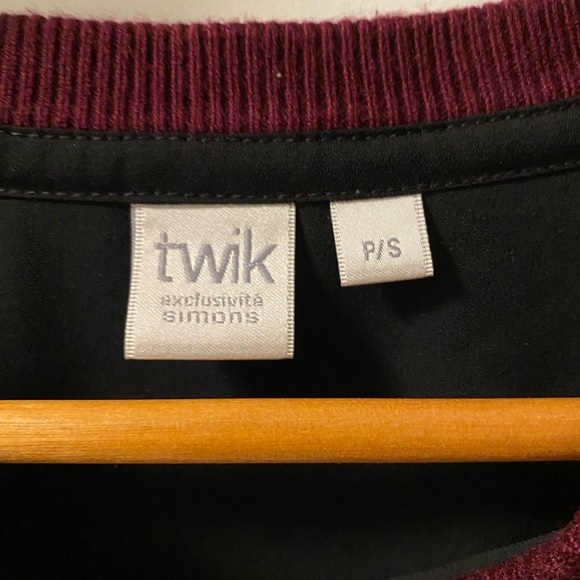 twik
exclusivité
simons
P/S